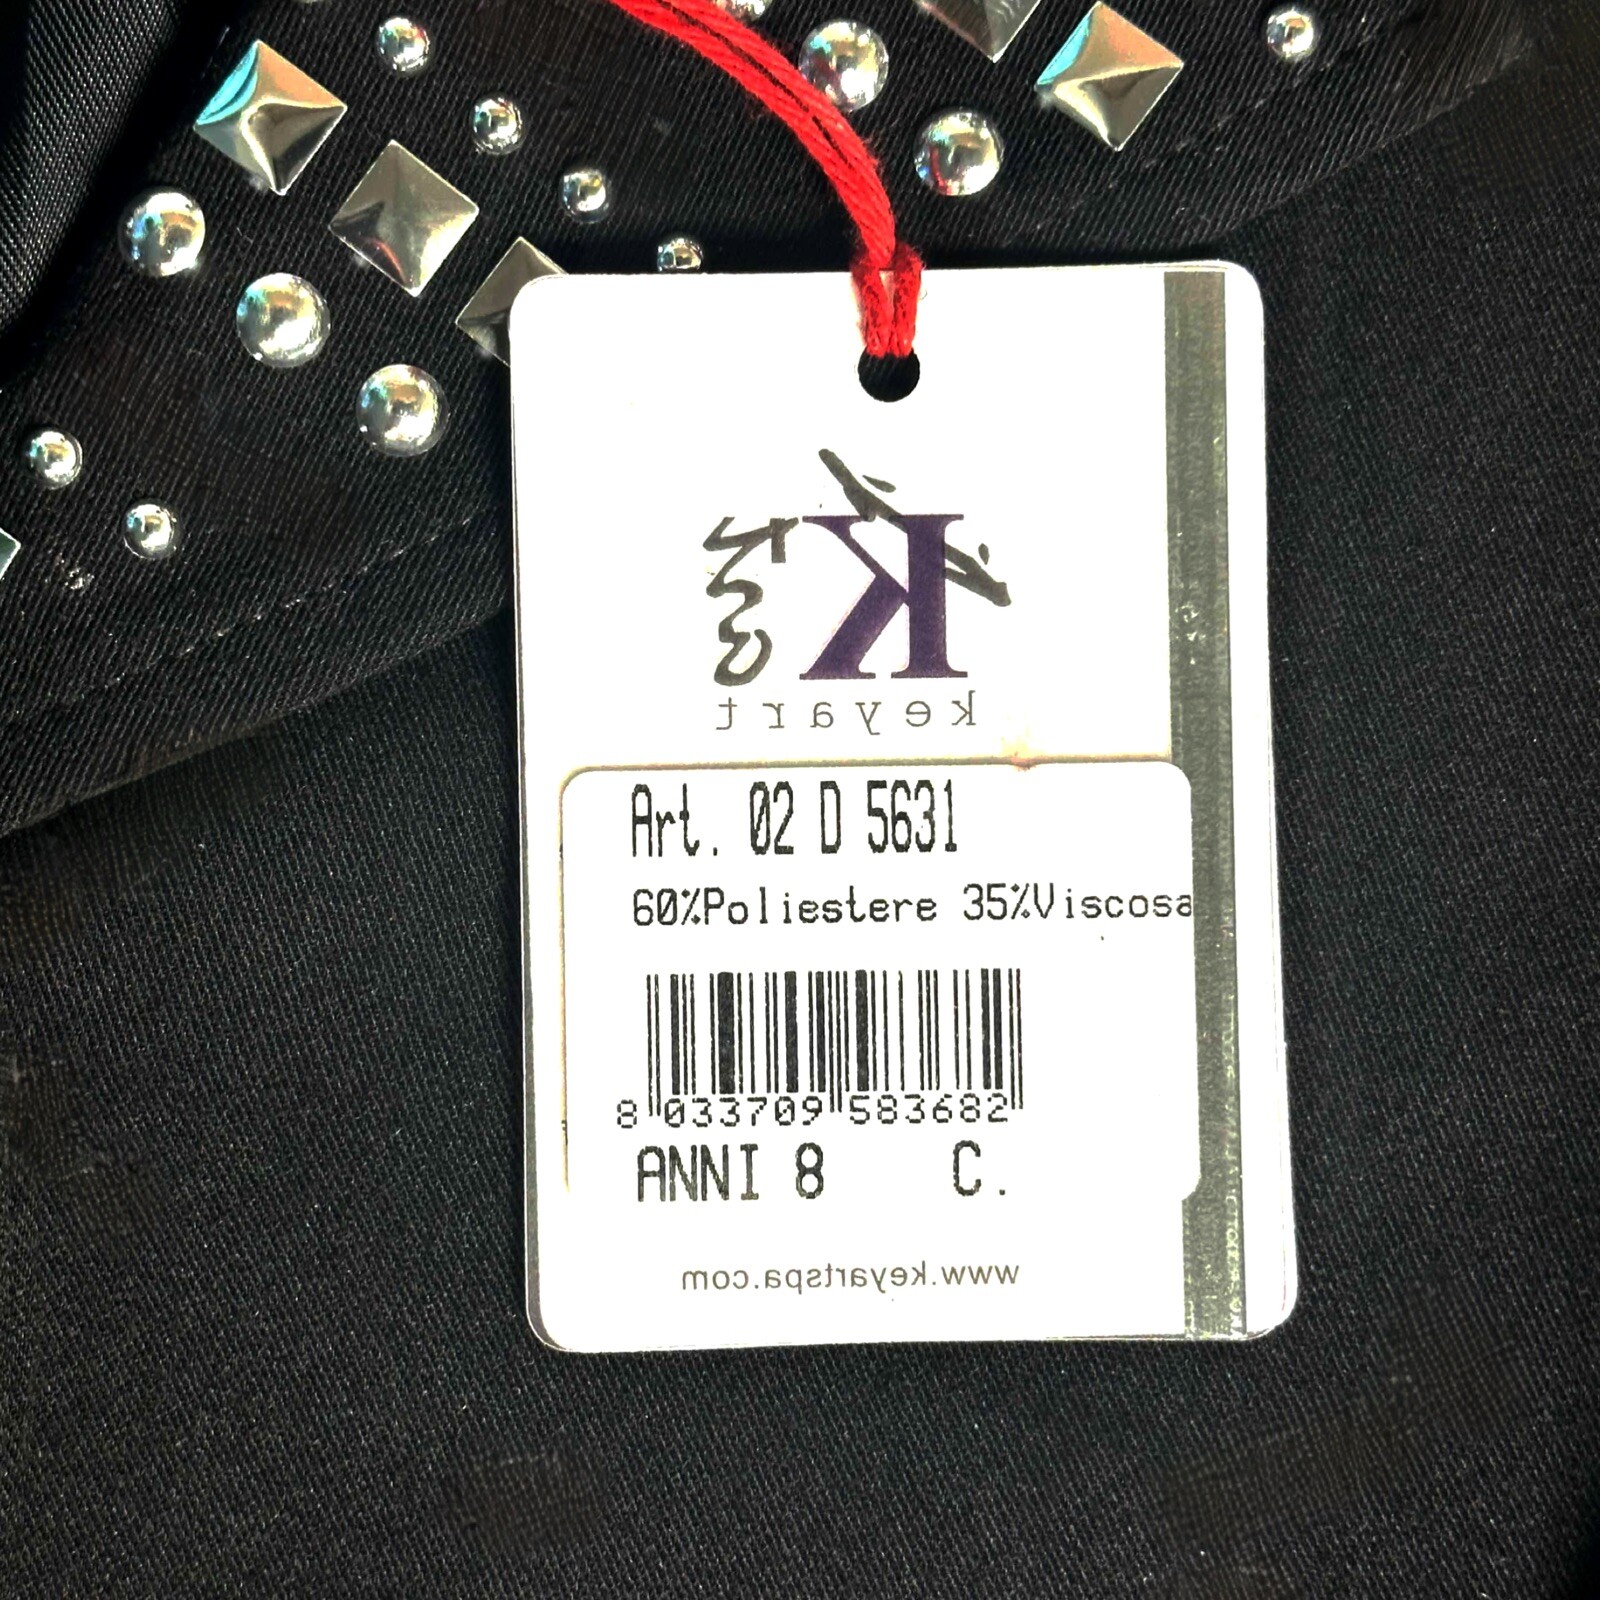 K
keyart
Art. 02 D 5631
60%Poliestere 35%Viscosa
8 033709 583682
ANNI 8 C.
www.keyartspa.com